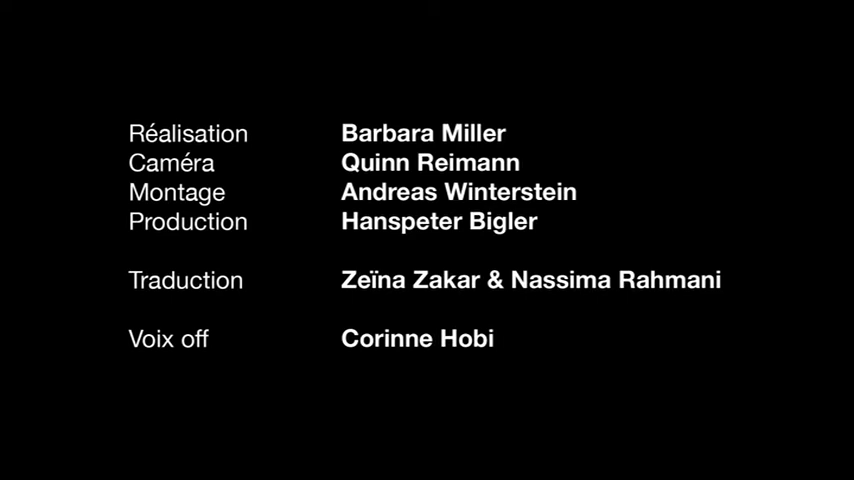 Réalisation Barbara Miller
Caméra Quinn Reimann
Montage Andreas Winterstein
Production Hanspeter Bigler
Traduction Zeïna Zakar & Nassima Rahmani
Voix off Corinne Hobi